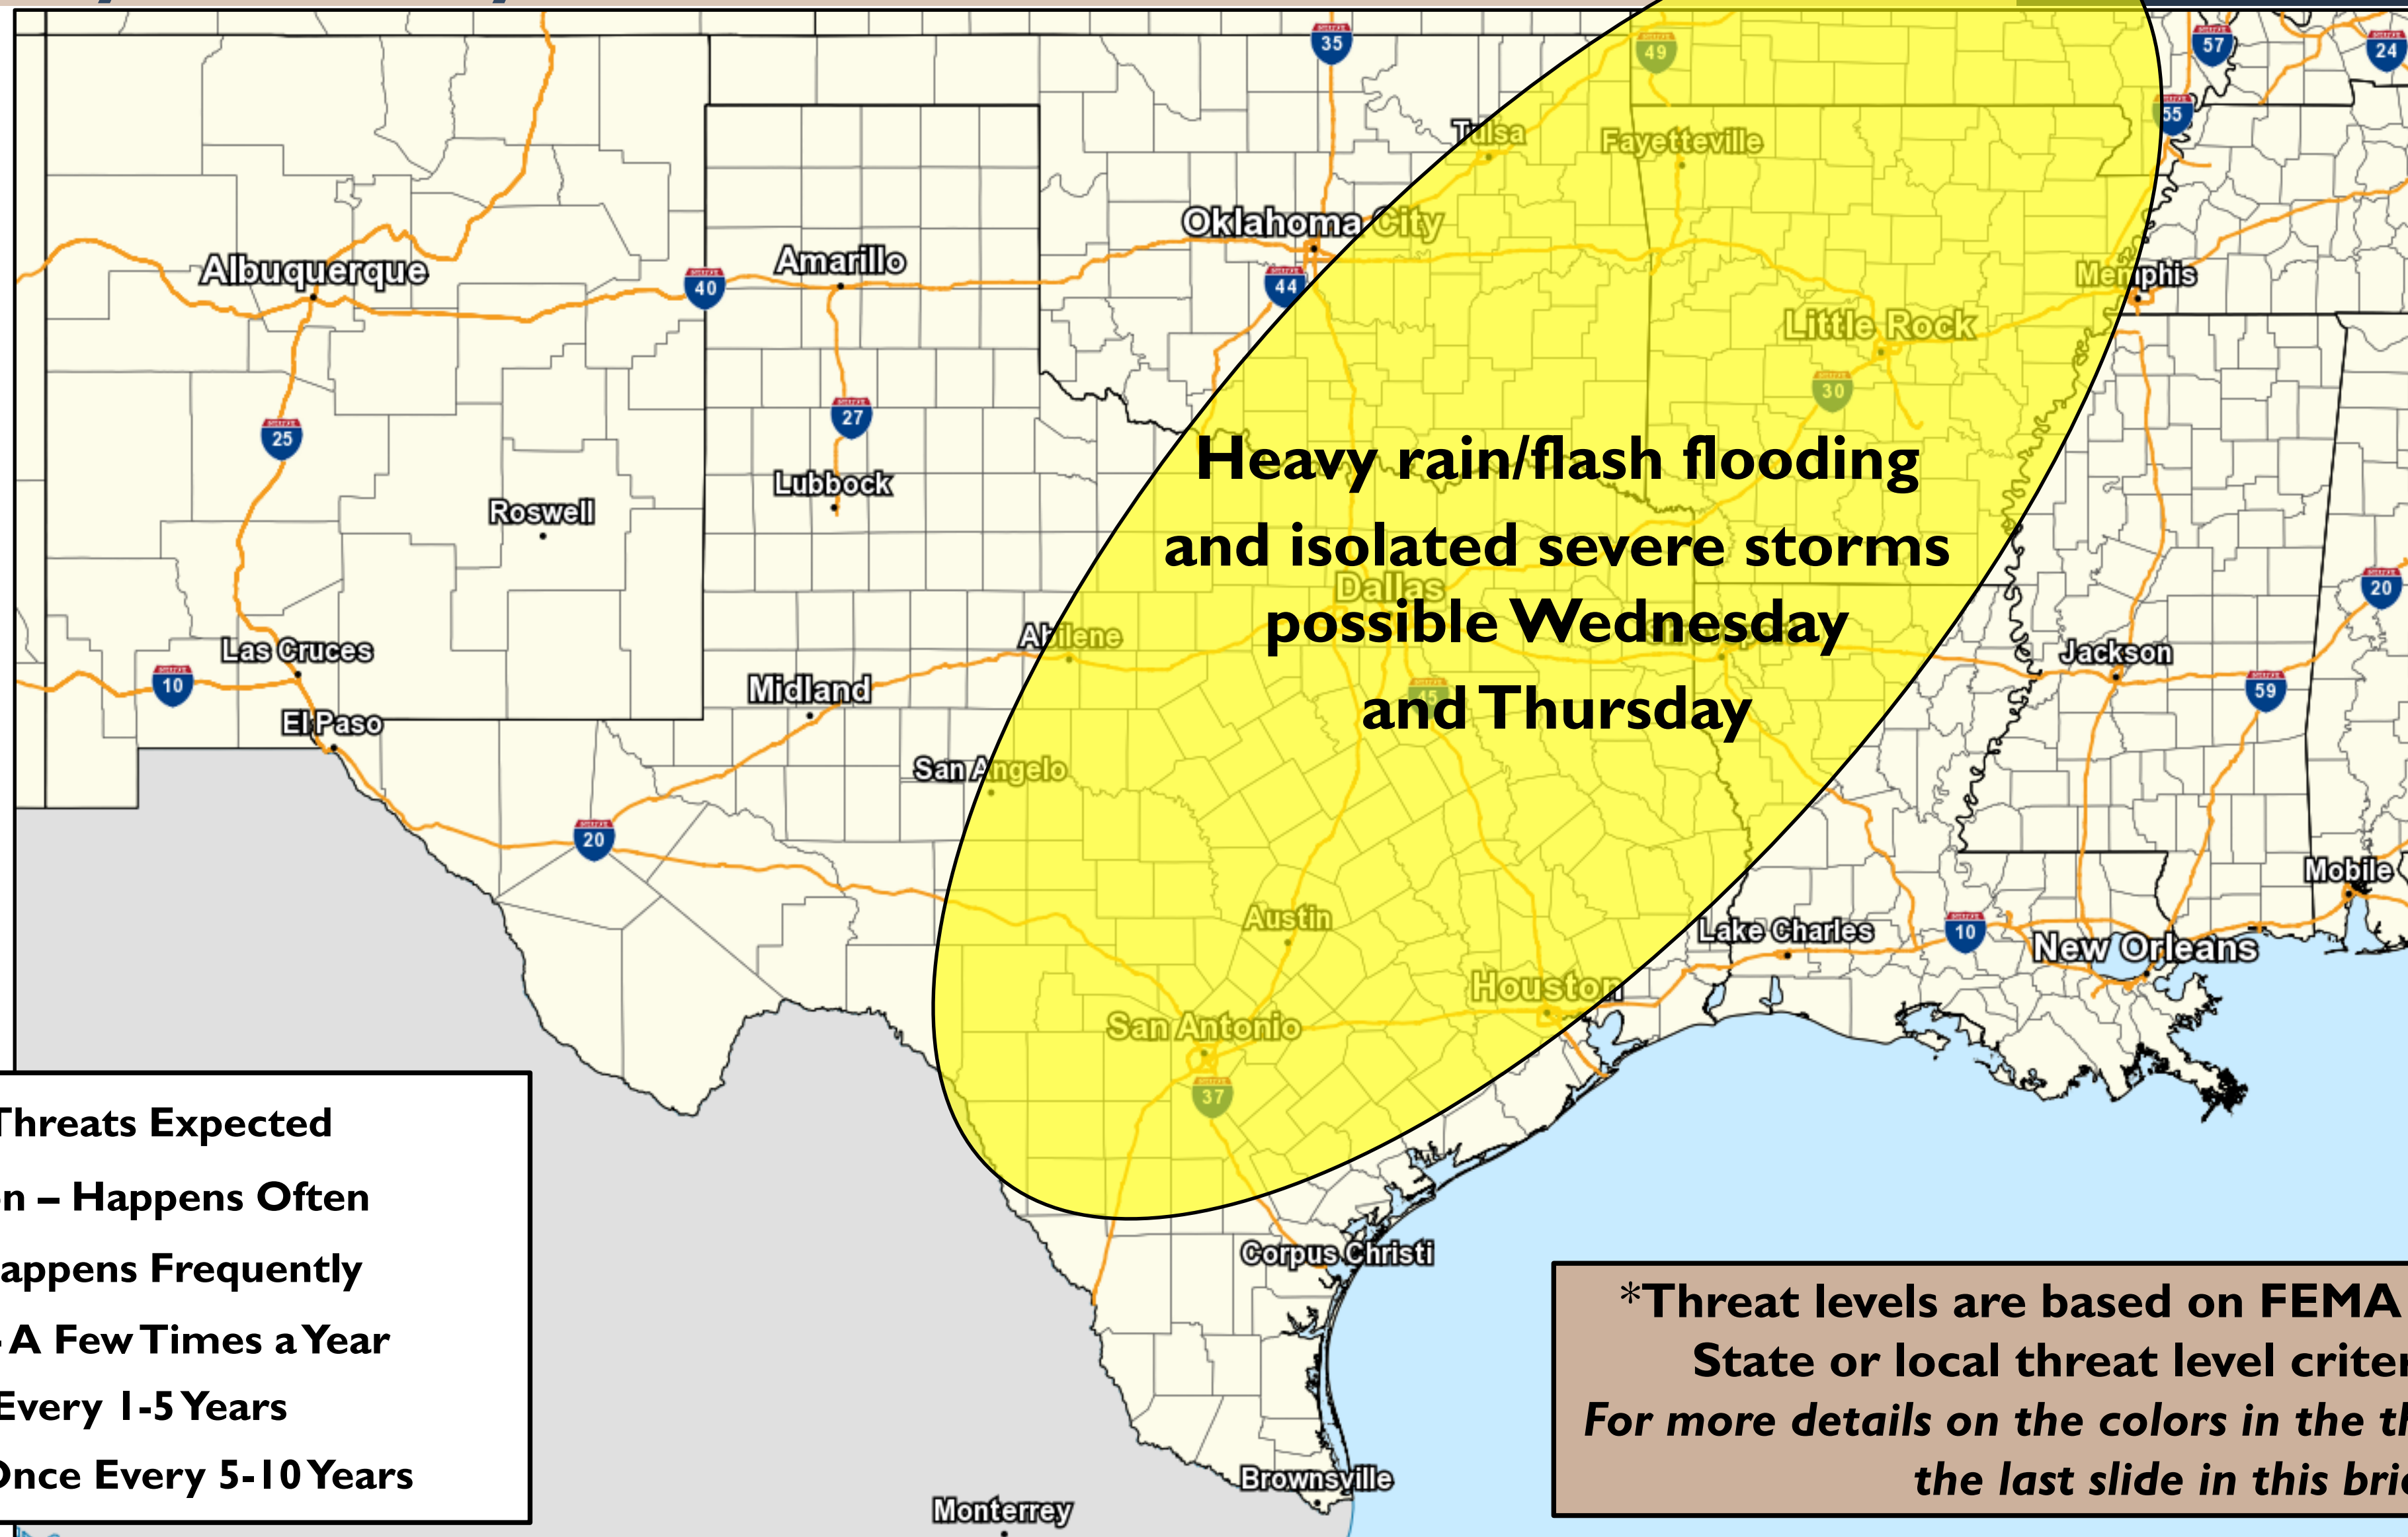 35
49
57
24
55
Tulsa
Fayetteville
Oklahoma City
Albuquerque
Amarillo
40
44
Memphis
Little Rock
30
25
27
Heavy rain/flash flooding
and isolated severe storms
possible Wednesday
and Thursday
Lubbock
Roswell
Dallas
20
Abilene
Las Cruces
Jackson
10
Midland
45
59
El Paso
San Angelo
20
Mobile
Austin
Lake Charles
10
New Orleans
Houston
San Antonio
37
Corpus Christi
Brownsville
Monterrey
Threats Expected
n – Happens Often
appens Frequently
- A Few Times a Year
Every 1-5 Years
Once Every 5-10 Years
*Threat levels are based on FEMA
State or local threat level criter
For more details on the colors in the th
the last slide in this brie